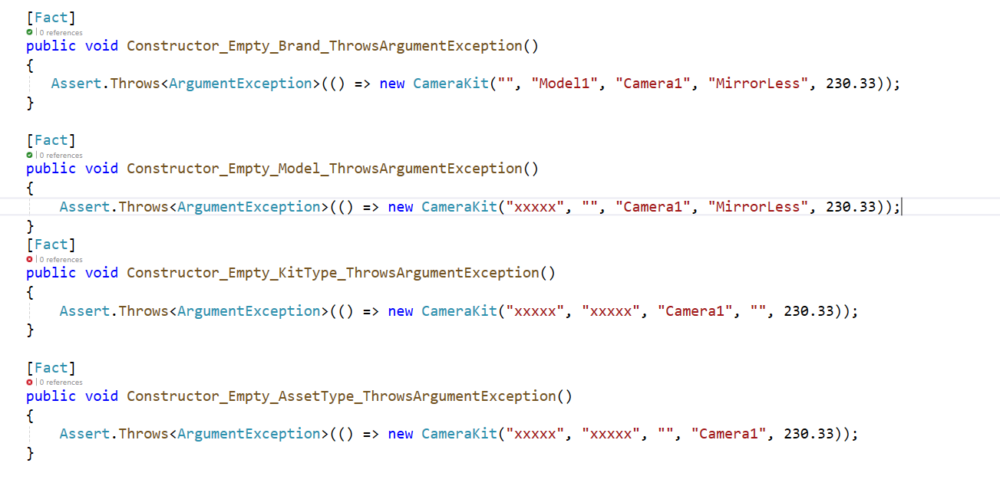 [Fact]
| 0 references
public void Constructor_Empty_Brand_ThrowsArgumentException()
{
Assert.Throws<ArgumentException>(() => new CameraKit("", "Model1", "Camera1", "MirrorLess", 230.33));
}
[Fact]
| 0 references
public void Constructor_Empty_Model_ThrowsArgumentException()
{
Assert.Throws<ArgumentException>(() => new CameraKit("xxxxx", "", "Camera1", "MirrorLess", 230.33));
}
[Fact]
| 0 references
public void Constructor_Empty_KitType_ThrowsArgumentException()
{
Assert.Throws<ArgumentException>(() => new CameraKit("xxxxx", "xxxxx", "Camera1", "", 230.33));
}
[Fact]
| 0 references
public void Constructor_Empty_AssetType_ThrowsArgumentException()
{
Assert.Throws<ArgumentException>(() => new CameraKit("xxxxx", "xxxxx", "", "Camera1", 230.33));
}